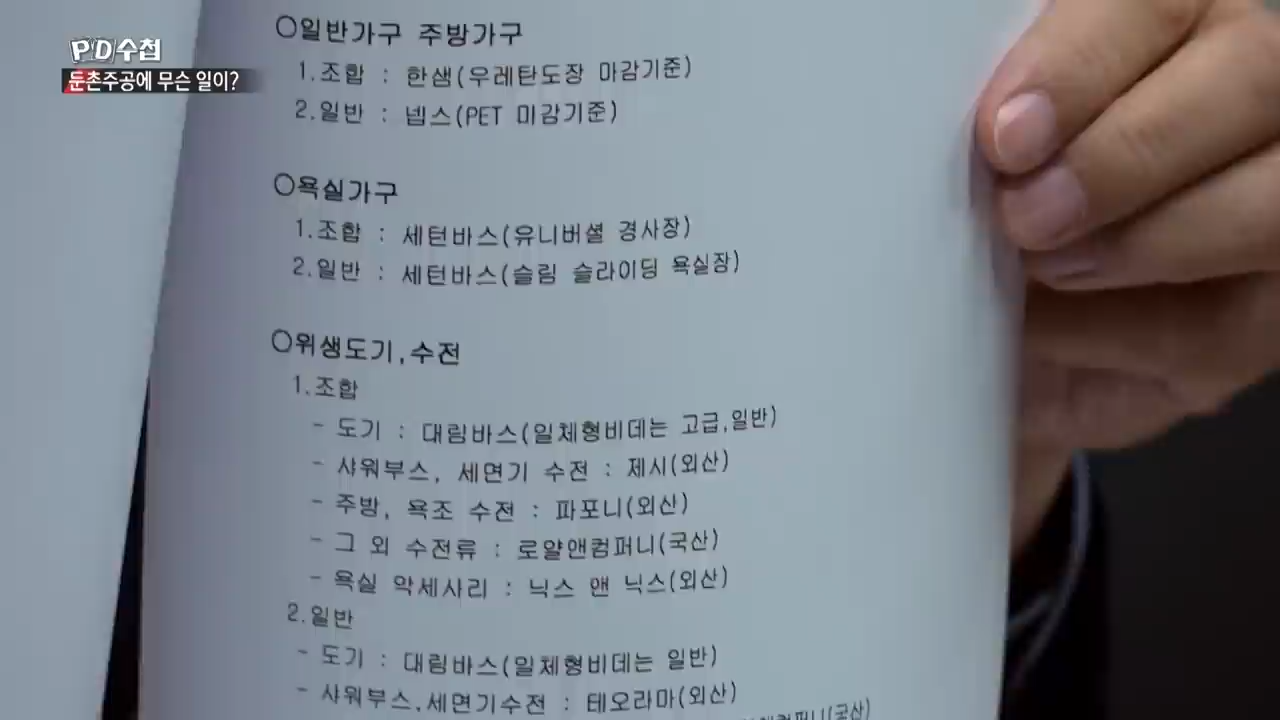 PD수첩
둔촌주공에 무슨 일이?
○일반가구 주방가구
1.조합 : 한샘(우레탄도장 마감기준)
2.일반 : 넵스(PET 미감기준)
○욕실가구
1.조합 : 세턴바스(유니버셜 경사장)
2.일반 : 세턴바스(슬림 슬라이딩 욕실장)
○위생도기,수전
1.조합
- 도기 : 대림바스(일체형비데는 고급,일반)
- 샤워부스, 세면기 수전 : 제시(외산)
- 주방, 욕조 수전 : 파포니(외산)
- 그 외 수전류 : 로얄앤컴퍼니(국산)
- 욕실 악세사리 : 닉스 앤 닉스(외산)
2.일반
- 도기 : 대림바스(일체형비데는 일반)
- 샤워부스,세면기수전 : 테오라마(외산)
(국산)